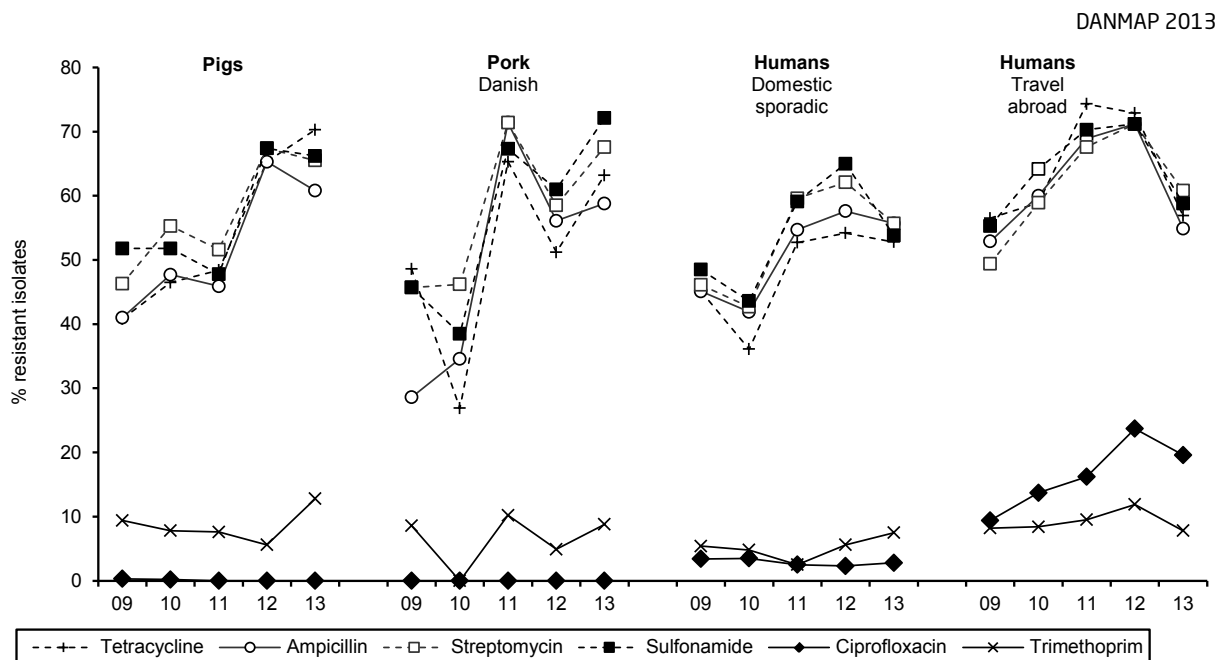 DANMAP 2013
Pigs
Pork
Danish
Humans
Domestic
sporadic
Humans
Travel
abroad
% resistant isolates
80
70
60
50
40
30
20
10
0
09 10 11 12 13 09 10 11 12 13 09 10 11 12 13 09 10 11 12 13
Tetracycline Ampicillin Streptomycin Sulfonamide Ciprofloxacin Trimethoprim